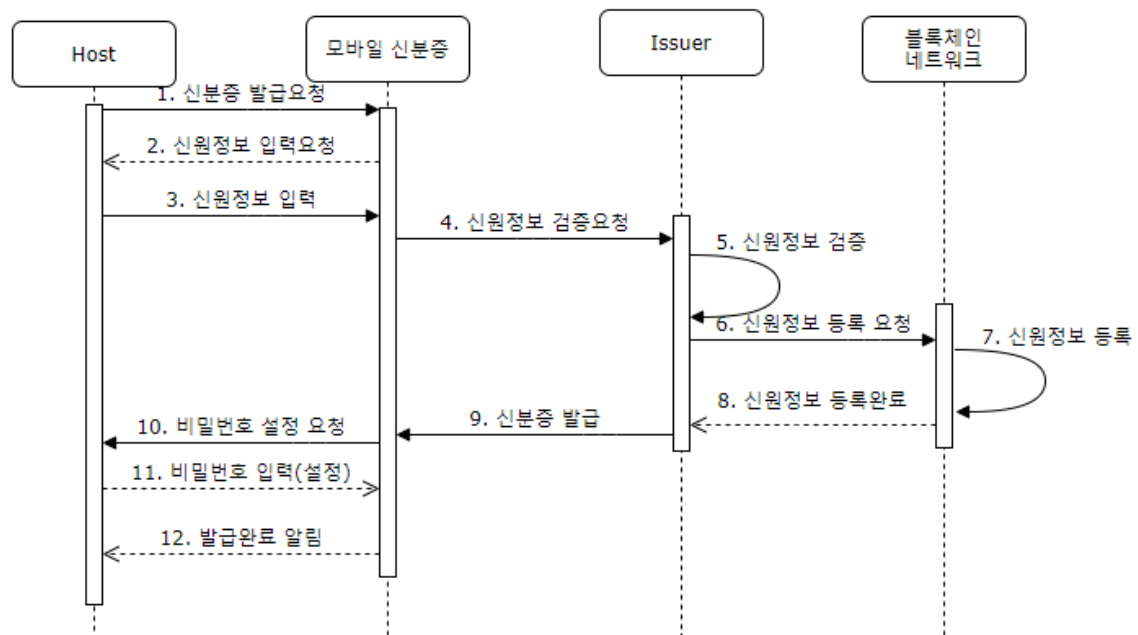 Host
모바일 신분증
Issuer
블록체인
네트워크
1. 신분증 발급요청
2. 신원정보 입력요청
3. 신원정보 입력
4. 신원정보 검증요청
5. 신원정보 검증
6. 신원정보 등록 요청
7. 신원정보 등록
8. 신원정보 등록완료
9. 신분증 발급
10. 비밀번호 설정 요청
11. 비밀번호 입력(설정)
12. 발급완료 알림